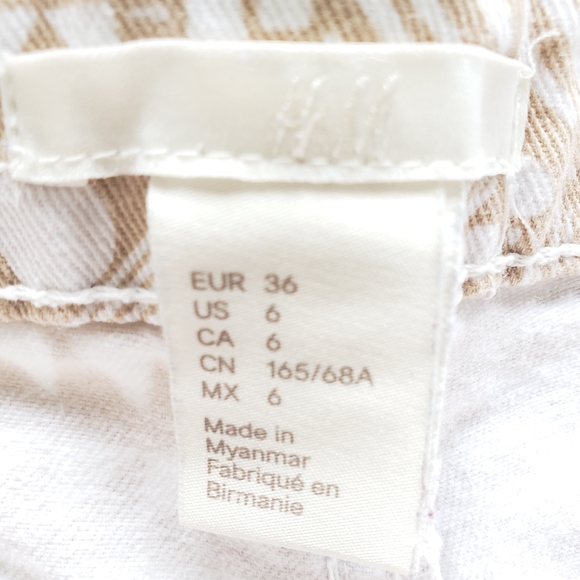 EUR 36
US 6
CA 6
CN 165/68A
MX 6
Made in
Myanmar
Fabriqué en
Birmanie